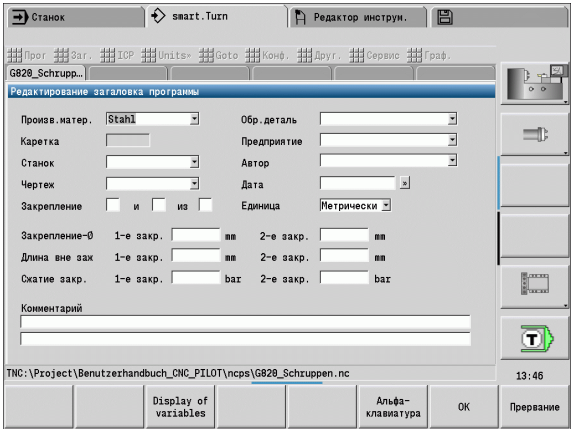 Станок smart.Turn Редактор инструм.
Прог Заг. ICP Units» Goto Конф. Друг. Сервис Граф.
G820_Schrupp…
Редактирование заголовка программы
Произв.матер. Stahl Обр.деталь
Каретка Предприятие
Станок Автор
Чертеж Дата »
Закрепление и из Единица Метрически
Закрепление-Ø 1-е закр. mm 2-е закр. mm
Длина вне заж 1-е закр. mm 2-е закр. mm
Сжатие закр. 1-е закр. bar 2-е закр. bar
Комментарий
TNC:\Project\Benutzerhandbuch_CNC_PILOT\ncps\G820_Schruppen.nc
T
13:46
Display of variables Альфа-клавиатура OK Прервание